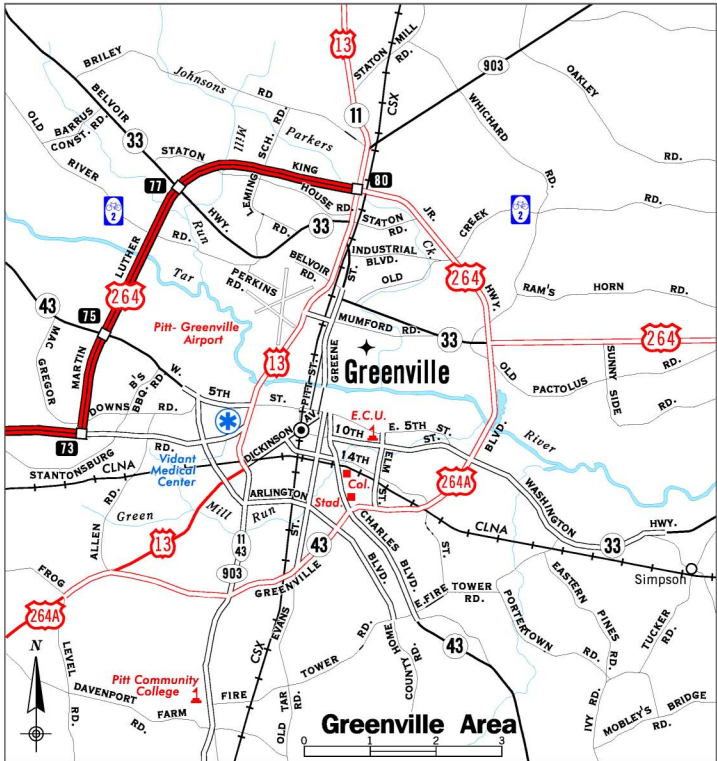 13
STATON MILL RD.
903
OAKLEY RD.
BRILEY RD
Johnsons Mill Run
BELVOIR HWY.
BARRUS CONST. RD.
OLD RIVER RD.
33
11
CSX
WHICHARD RD.
Parkers Ck.
SCH. RD.
LEMING
STATON HOUSE RD.
77
KING
80
2
33
STATON RD.
JR.
CREEK RD.
2
INDUSTRIAL BLVD.
OLD
BELVOIR
LUTHER
264
Tar
PERKINS RD.
264
HWY.
RAM'S HORN RD.
43
75
MAC GREGOR
MARTIN
Pitt- Greenville
Airport
13
MUMFORD RD.
33
264
GREENE ST.
PITT ST.
Greenville
OLD PACTOLUS RD.
SUNNY SIDE RD.
W. 5TH ST.
B'S BBQ. RD.
DOWNS RD.
DICKINSON AV.
E.C.U.
10TH ST.
E. 5TH ST.
BLVD.
River
73
STANTONSBURG RD.
Vidant
Medical
Center
CLNA
14TH
ELM ST.
264A
Col.
Stad.
WASHINGTON HWY.
ALLEN RD.
Green Mill Run
ARLINGTON BLVD.
13
11
43
903
43
CHARLES BLVD.
CLNA
33
Simpson
FROG LEVEL RD.
264A
GREENVILLE
EVANS ST.
E. FIRE TOWER RD.
PORTERTOWN RD.
EASTERN PINES RD.
TUCKER RD.
43
N
CSX
COUNTY HOME RD.
Pitt Community
College
DAVENPORT FARM RD.
FIRE TOWER RD.
OLD TAR RD.
IVY RD.
MOBLEY'S BRIDGE RD.
Greenville Area
0 1 2 3